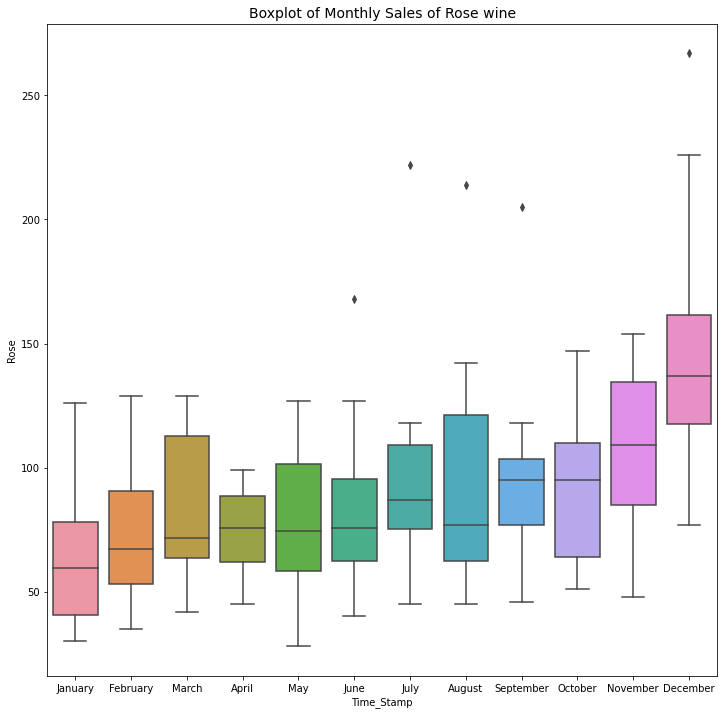 Boxplot of Monthly Sales of Rose wine
250
200
150
100
50
Rose
January February March April May June July August September October November December
Time_Stamp